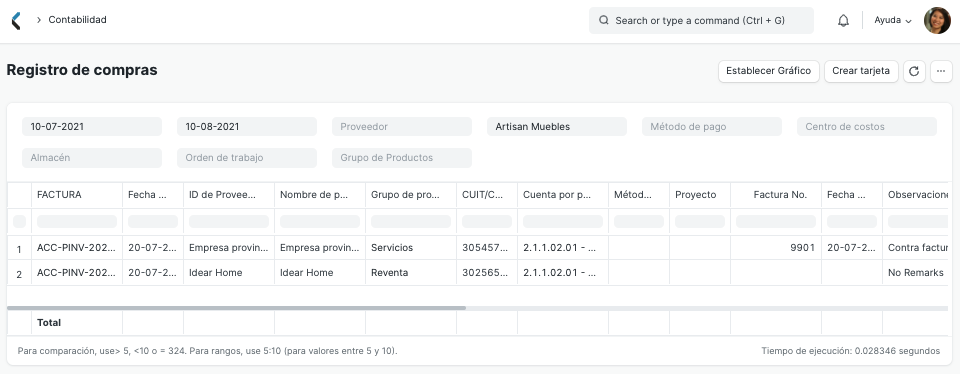 Contabilidad
Search or type a command (Ctrl + G)
Ayuda
Registro de compras
Establecer Gráfico
Crear tarjeta
10-07-2021 10-08-2021 Proveedor Artisan Muebles Método de pago Centro de costos
Almacén Orden de trabajo Grupo de Productos
FACTURA Fecha ... ID de Provee... Nombre de p... Grupo de pro... CUIT/C... Cuenta por p... Métod... Proyecto Factura No. Fecha ... Observacione
1 ACC-PINV-202... 20-07-2... Empresa provin... Empresa provin... Servicios 305457... 2.1.1.02.01 - ... 9901 20-07-2... Contra factur
2 ACC-PINV-202... 20-07-2... Idear Home Idear Home Reventa 302565... 2.1.1.02.01 - ... No Remarks
Total
Para comparación, use> 5, <10 o = 324. Para rangos, use 5:10 (para valores entre 5 y 10).
Tiempo de ejecución: 0.028346 segundos